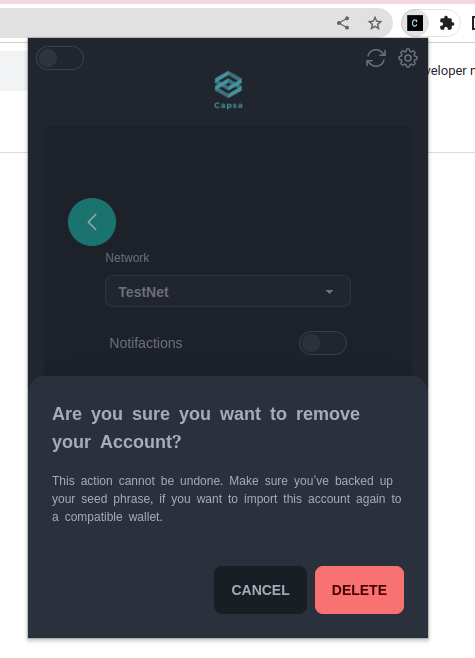 C
veloper
Capsa
Network
TestNet
Notifactions
Are you sure you want to remove
your Account?
This action cannot be undone. Make sure you've backed up
your seed phrase, if you want to import this account again to
a compatible wallet.
CANCEL DELETE